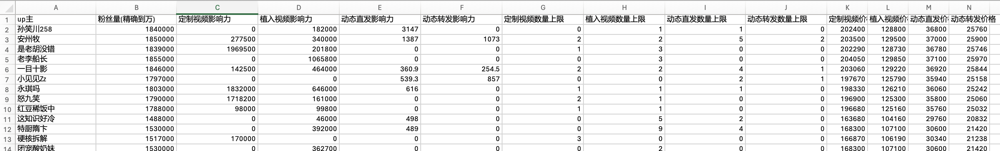 A B C D E F G H I J K L M N
1 up主 粉丝量(精确到万) 定制视频影响力 植入视频影响力 动态直发影响力 动态转发影响力 定制视频数量上限 植入视频数量上限 动态直发数量上限 动态转发数量上限 定制视频价 植入视频价 动态直发价 动态转发价格
2 孙笑川258 1840000 0 182000 3147 0 0 1 1 0 202400 128800 36800 25760
3 安州牧 1850000 277500 340000 1387 1073 2 2 5 2 203500 129500 37000 25900
4 是老胡没错 1839000 1969500 201800 0 0 1 3 0 0 202290 128730 36780 25746
5 老李船长 1855000 0 1065800 0 0 0 3 0 0 204050 129850 37100 25970
6 一目十影 1846000 142500 464000 360.9 254.5 2 2 4 1 203060 129220 36920 25844
7 小见见Zz 1797000 0 0 539.3 857 0 0 2 1 197670 125790 35940 25158
8 永琪吗 1803000 1832000 646000 616 0 1 1 1 0 198330 126210 36060 25242
9 怒九笑 1790000 1718200 161000 0 0 2 1 0 0 196900 125300 35800 25060
10 红豆稀饭中 1788000 98000 99800 0 0 1 1 0 0 196680 125160 35760 25032
11 这知识好冷 1488000 0 46000 498 0 0 5 2 0 163680 104160 29760 20832
12 特厨隋卞 1530000 0 392000 489 0 0 9 4 0 168300 107100 30600 21420
13 硬核拆解 1517000 170000 0 0 0 3 0 0 0 166870 106190 30340 21238
14 团宠酸奶妹 1530000 0 362700 0 0 0 2 0 0 168300 107100 30600 21420